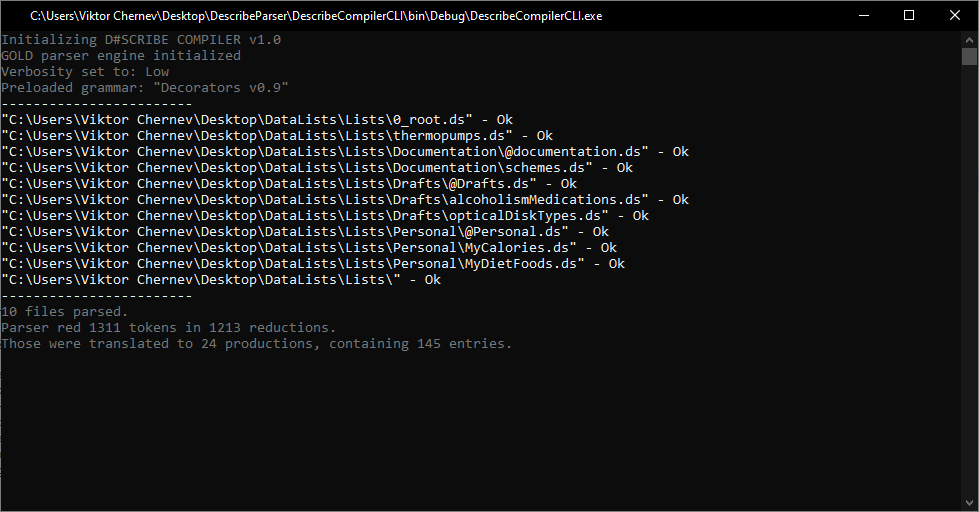 C:\Users\Viktor Chernev\Desktop\DescribeParser\DescribeCompilerCLI\bin\Debug\DescribeCompilerCLI.exe
Initializing D#SCRIBE COMPILER v1.0
GOLD parser engine initialized
Verbosity set to: Low
Preloaded grammar: "Decorators v0.9"
------------------------
"C:\Users\Viktor Chernev\Desktop\DataLists\Lists\0_root.ds" - Ok
"C:\Users\Viktor Chernev\Desktop\DataLists\Lists\thermopumps.ds" - Ok
"C:\Users\Viktor Chernev\Desktop\DataLists\Lists\Documentation\@documentation.ds" - Ok
"C:\Users\Viktor Chernev\Desktop\DataLists\Lists\Documentation\schemes.ds" - Ok
"C:\Users\Viktor Chernev\Desktop\DataLists\Lists\Drafts\@Drafts.ds" - Ok
"C:\Users\Viktor Chernev\Desktop\DataLists\Lists\Drafts\alcoholismMedications.ds" - Ok
"C:\Users\Viktor Chernev\Desktop\DataLists\Lists\Drafts\opticalDiskTypes.ds" - Ok
"C:\Users\Viktor Chernev\Desktop\DataLists\Lists\Personal\@Personal.ds" - Ok
"C:\Users\Viktor Chernev\Desktop\DataLists\Lists\Personal\MyCalories.ds" - Ok
"C:\Users\Viktor Chernev\Desktop\DataLists\Lists\Personal\MyDietFoods.ds" - Ok
"C:\Users\Viktor Chernev\Desktop\DataLists\Lists\" - Ok
------------------------
10 files parsed.
Parser red 1311 tokens in 1213 reductions.
Those were translated to 24 productions, containing 145 entries.